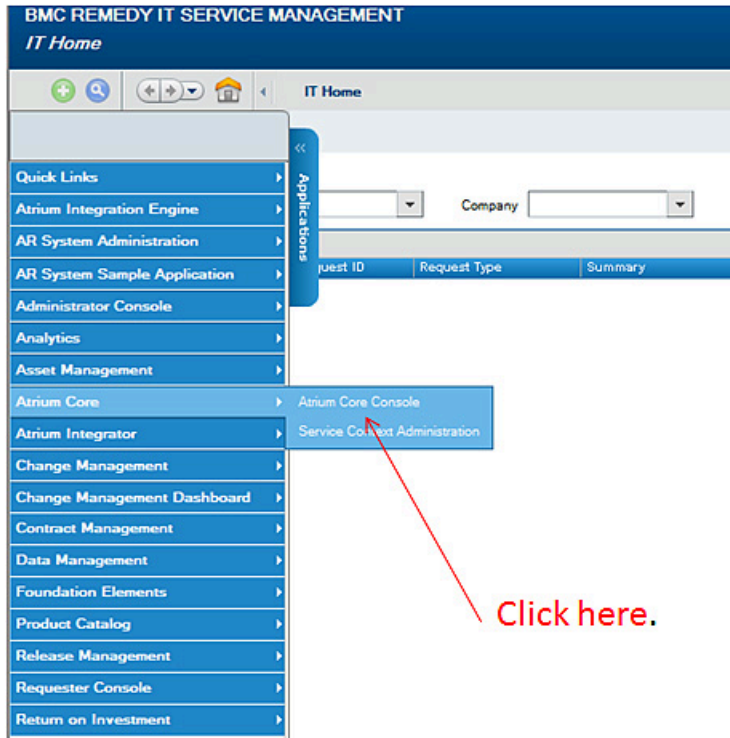 BMC REMEDY IT SERVICE MANAGEMENT
IT Home
IT Home
Applications
Quick Links
Atrium Integration Engine
AR System Administration
AR System Sample Application
Administrator Console
Analytics
Asset Management
Atrium Core
Atrium Integrator
Change Management
Change Management Dashboard
Contract Management
Data Management
Foundation Elements
Product Catalog
Release Management
Requester Console
Return on Investment
Company
quest ID Request Type Summary
Atrium Core Console
Service Context Administration
Click here.